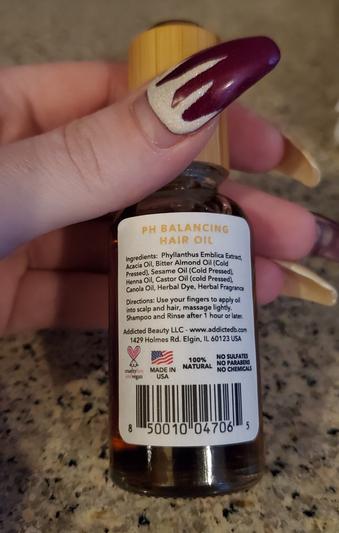 PH BALANCING
HAIR OIL
Ingredients: Phyllanthus Emblica Extract,
Acacia Oil, Bitter Almond Oil (Cold
Pressed), Sesame Oil (Cold Pressed),
Henna Oil, Castor Oil (cold Pressed),
Canola Oil, Herbal Dye, Herbal Fragrance
Directions: Use your fingers to apply oil
into scalp and hair, massage lightly.
Shampoo and Rinse after 1 hour or later.
Addicted Beauty LLC - www.addictedb.com
1429 Holmes Rd. Elgin, IL 60123 USA
cruelty free
and vegan
MADE IN
USA
100%
NATURAL
NO SULFATES
NO PARABENS
NO CHEMICALS
8 50010 04706 5